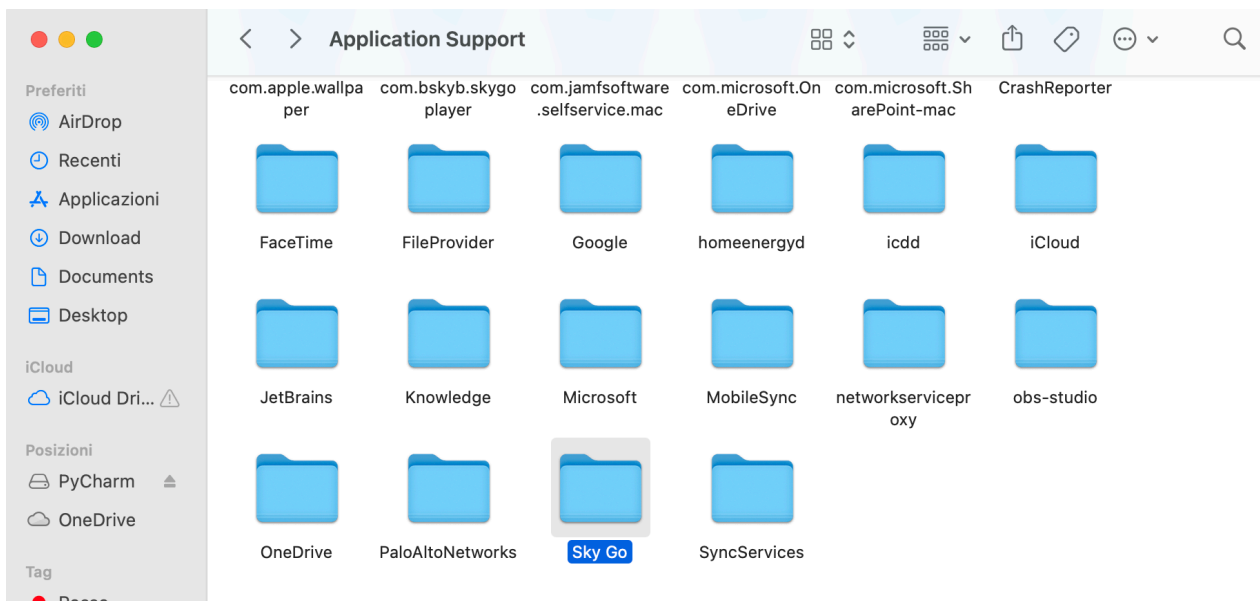 Application Support
Preferiti
AirDrop
Recenti
Applicazioni
Download
Documents
Desktop
iCloud
iCloud Dri...
Posizioni
PyCharm
OneDrive
Tag
com.apple.wallpa
per
com.bskyb.skygo
player
com.jamfsoftware
.selfservice.mac
com.microsoft.On
eDrive
com.microsoft.Sh
arePoint-mac
CrashReporter
FaceTime
FileProvider
Google
homeenergyd
icdd
iCloud
JetBrains
Knowledge
Microsoft
MobileSync
networkservicepr
oxy
obs-studio
OneDrive
PaloAltoNetworks
Sky Go
SyncServices